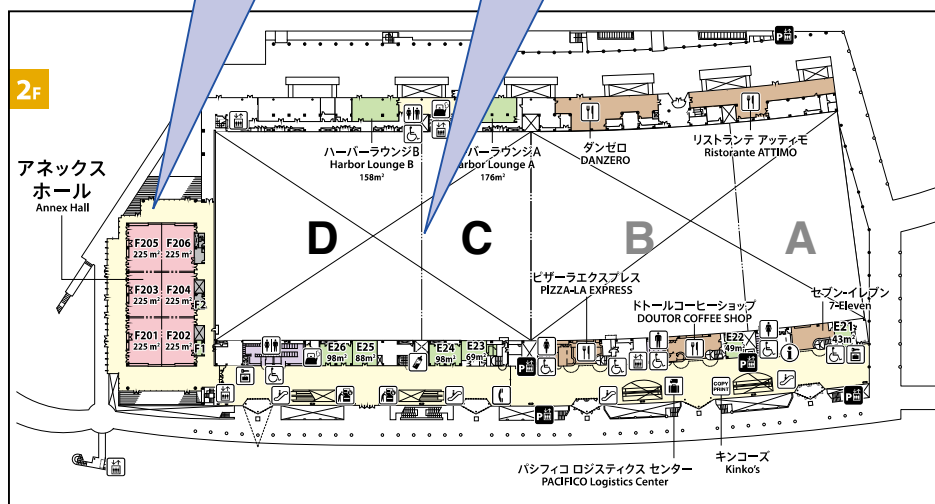 2F
アネックス
ホール
Annex Hall
ハーバーラウンジB
Harbor Lounge B
158m²
バーラウンジA
arbor Lounge A
176m²
ダンゼロ
DANZERO
リストランテ アッティモ
Ristorante ATTIMO
D
C
B
A
F205
225 m²
F206
225 m²
F203
225 m²
F204
225 m²
F201
225 m²
F202
225 m²
ピザーラエクスプレス
PIZZA-LA EXPRESS
ドトールコーヒーショップ
DOUTOR COFFEE SHOP
セブン-イレブン
7-Eleven
E26
98m²
E25
88m²
E24
98m²
E23
69m²
E22
49m²
E21
43m²
COPY
PRINT
パシフィコ ロジスティクス センター
PACIFICO Logistics Center
キンコーズ
Kinko's